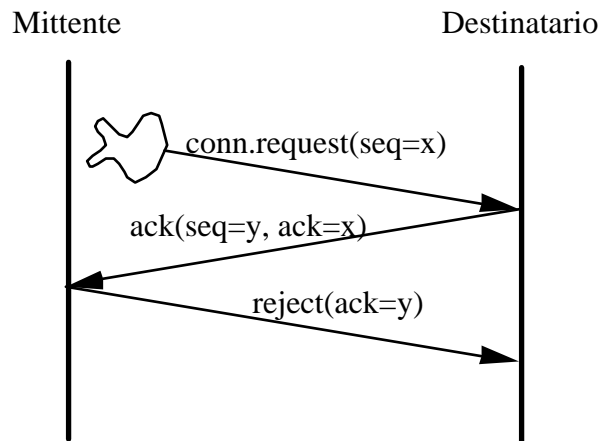 Mittente
Destinatario
conn.request(seq=x)
ack(seq=y, ack=x)
reject(ack=y)